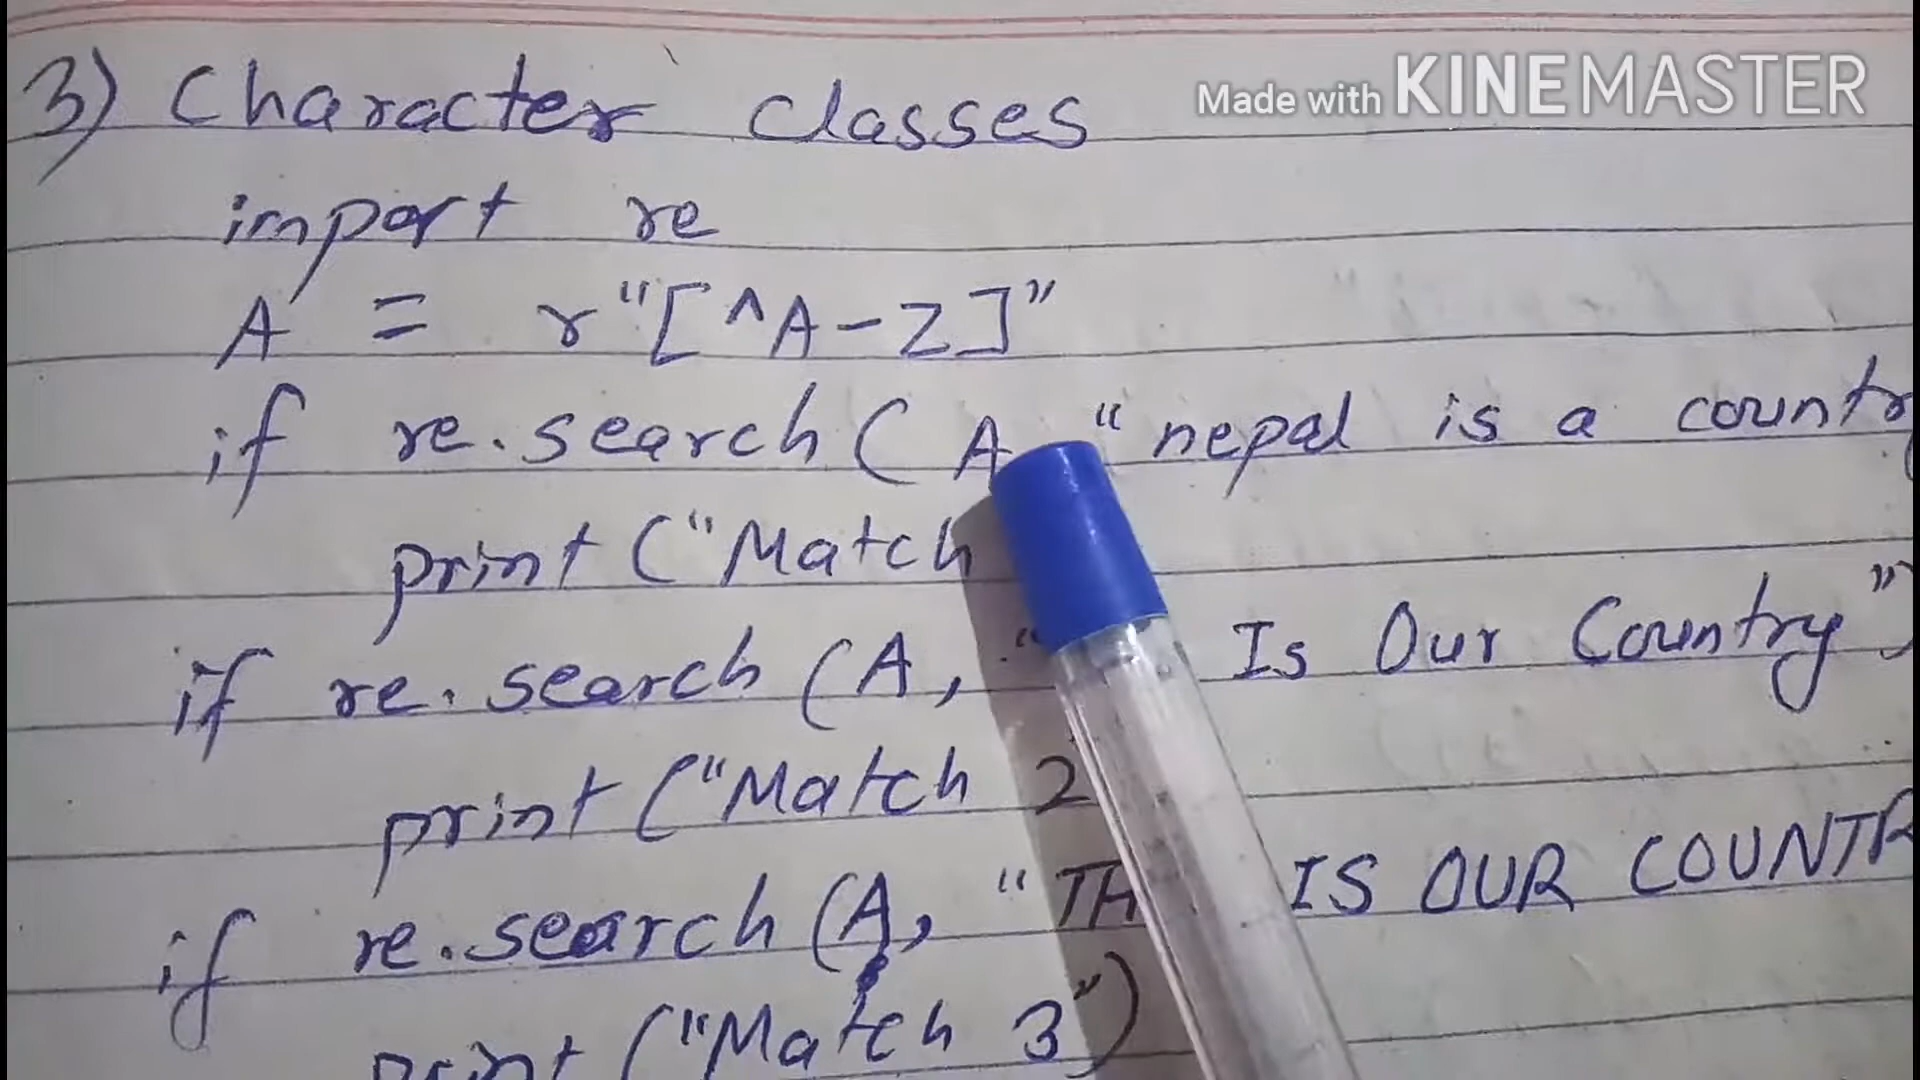 3) Character classes
Made with KINEMASTER
import re
A = r"[^A-Z]"
if re.search(A "nepal is a countr
print("Match
if re.search(A, " Is Our Country")
print("Match 2
if re.search(A, " IS OUR COUNTR
print("Match 3")